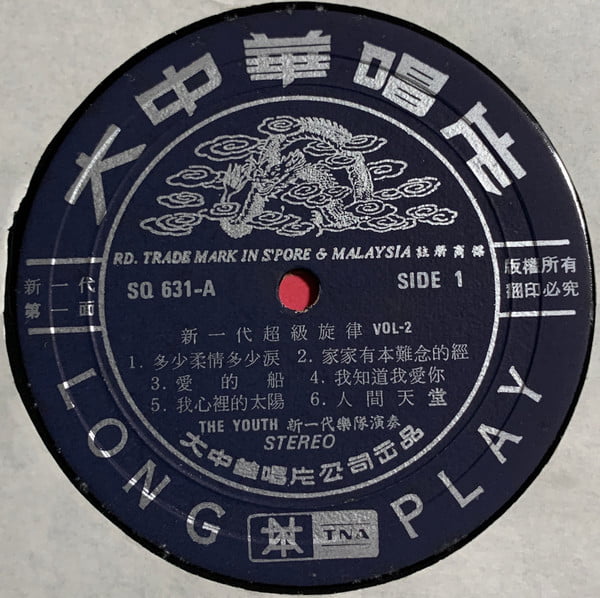 大中華唱片
RD. TRADE MARK IN S'PORE & MALAYSIA 註册商標
新一代
第一面
SQ 631-A
SIDE 1
版權所有
翻印必究
新一代超級旋律 VOL-2
1. 多少柔情多少淚 2. 家家有本難念的經
3. 愛的船 4. 我知道我愛你
5. 我心裡的太陽 6. 人間天堂
THE YOUTH 新一代樂隊演奏
STEREO
大中華唱片公司出品
LONG PLAY
TNA